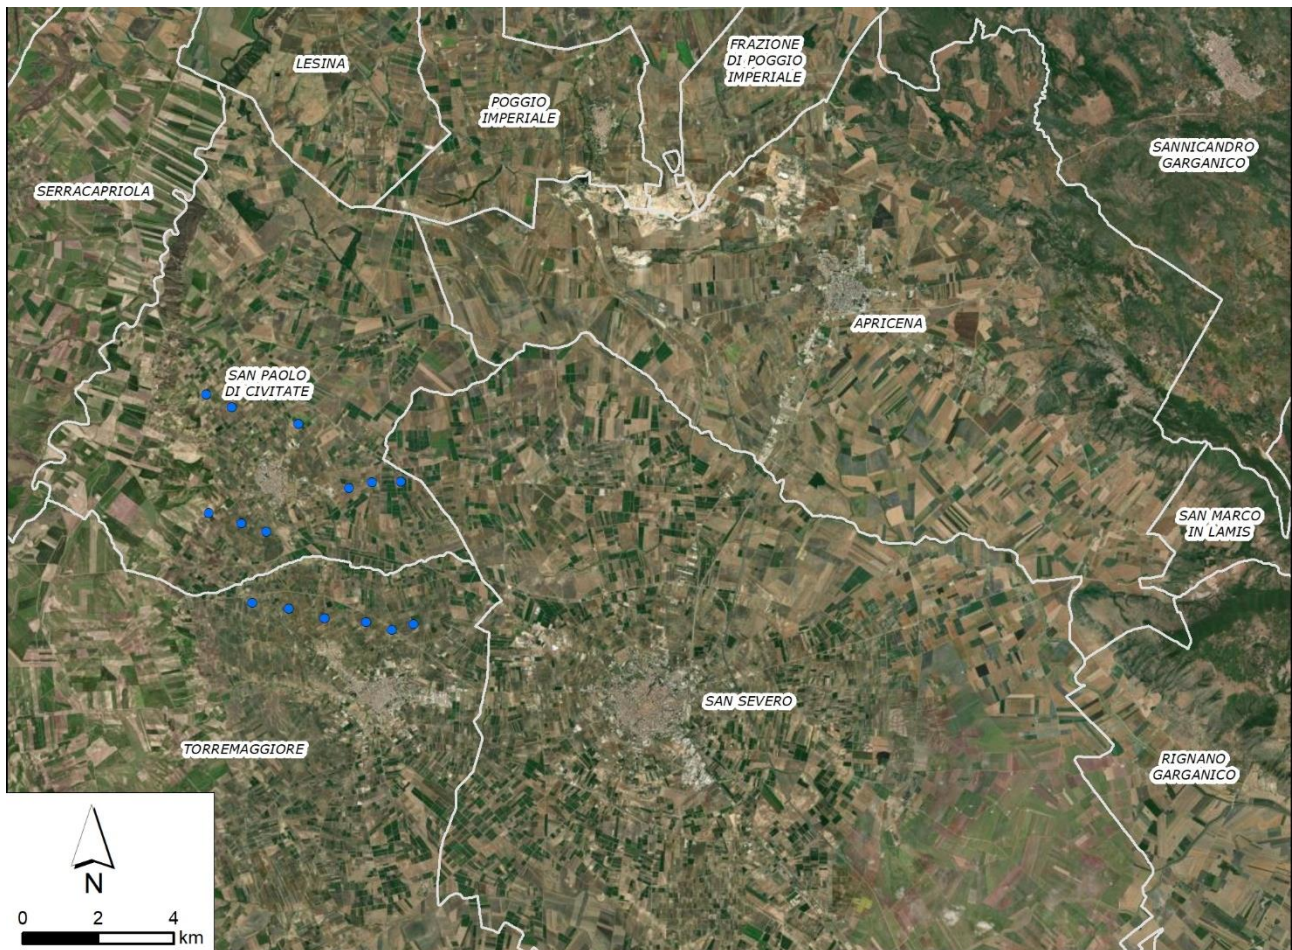 LESINA
FRAZIONE
DI POGGIO
IMPERIALE
POGGIO
IMPERIALE
SANNICANDRO
GARGANICO
SERRACAPRIOLA
APRICENA
SAN PAOLO
DI CIVITATE
SAN MARCO
IN LAMIS
SAN SEVERO
TORREMAGGIORE
RIGNANO
GARGANICO
N
0 2 4
km